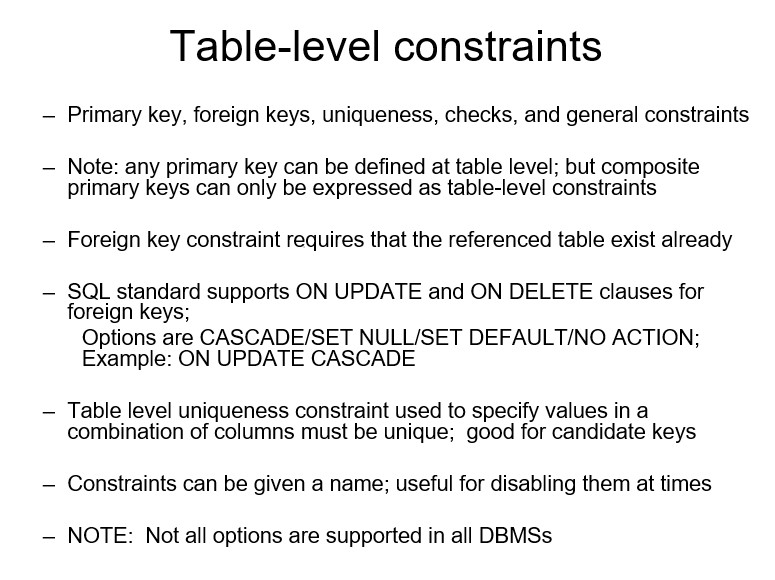 Table-level constraints
– Primary key, foreign keys, uniqueness, checks, and general constraints
– Note: any primary key can be defined at table level; but composite
primary keys can only be expressed as table-level constraints
– Foreign key constraint requires that the referenced table exist already
– SQL standard supports ON UPDATE and ON DELETE clauses for
foreign keys;
Options are CASCADE/SET NULL/SET DEFAULT/NO ACTION;
Example: ON UPDATE CASCADE
– Table level uniqueness constraint used to specify values in a
combination of columns must be unique;  good for candidate keys
– Constraints can be given a name; useful for disabling them at times
– NOTE:  Not all options are supported in all DBMSs